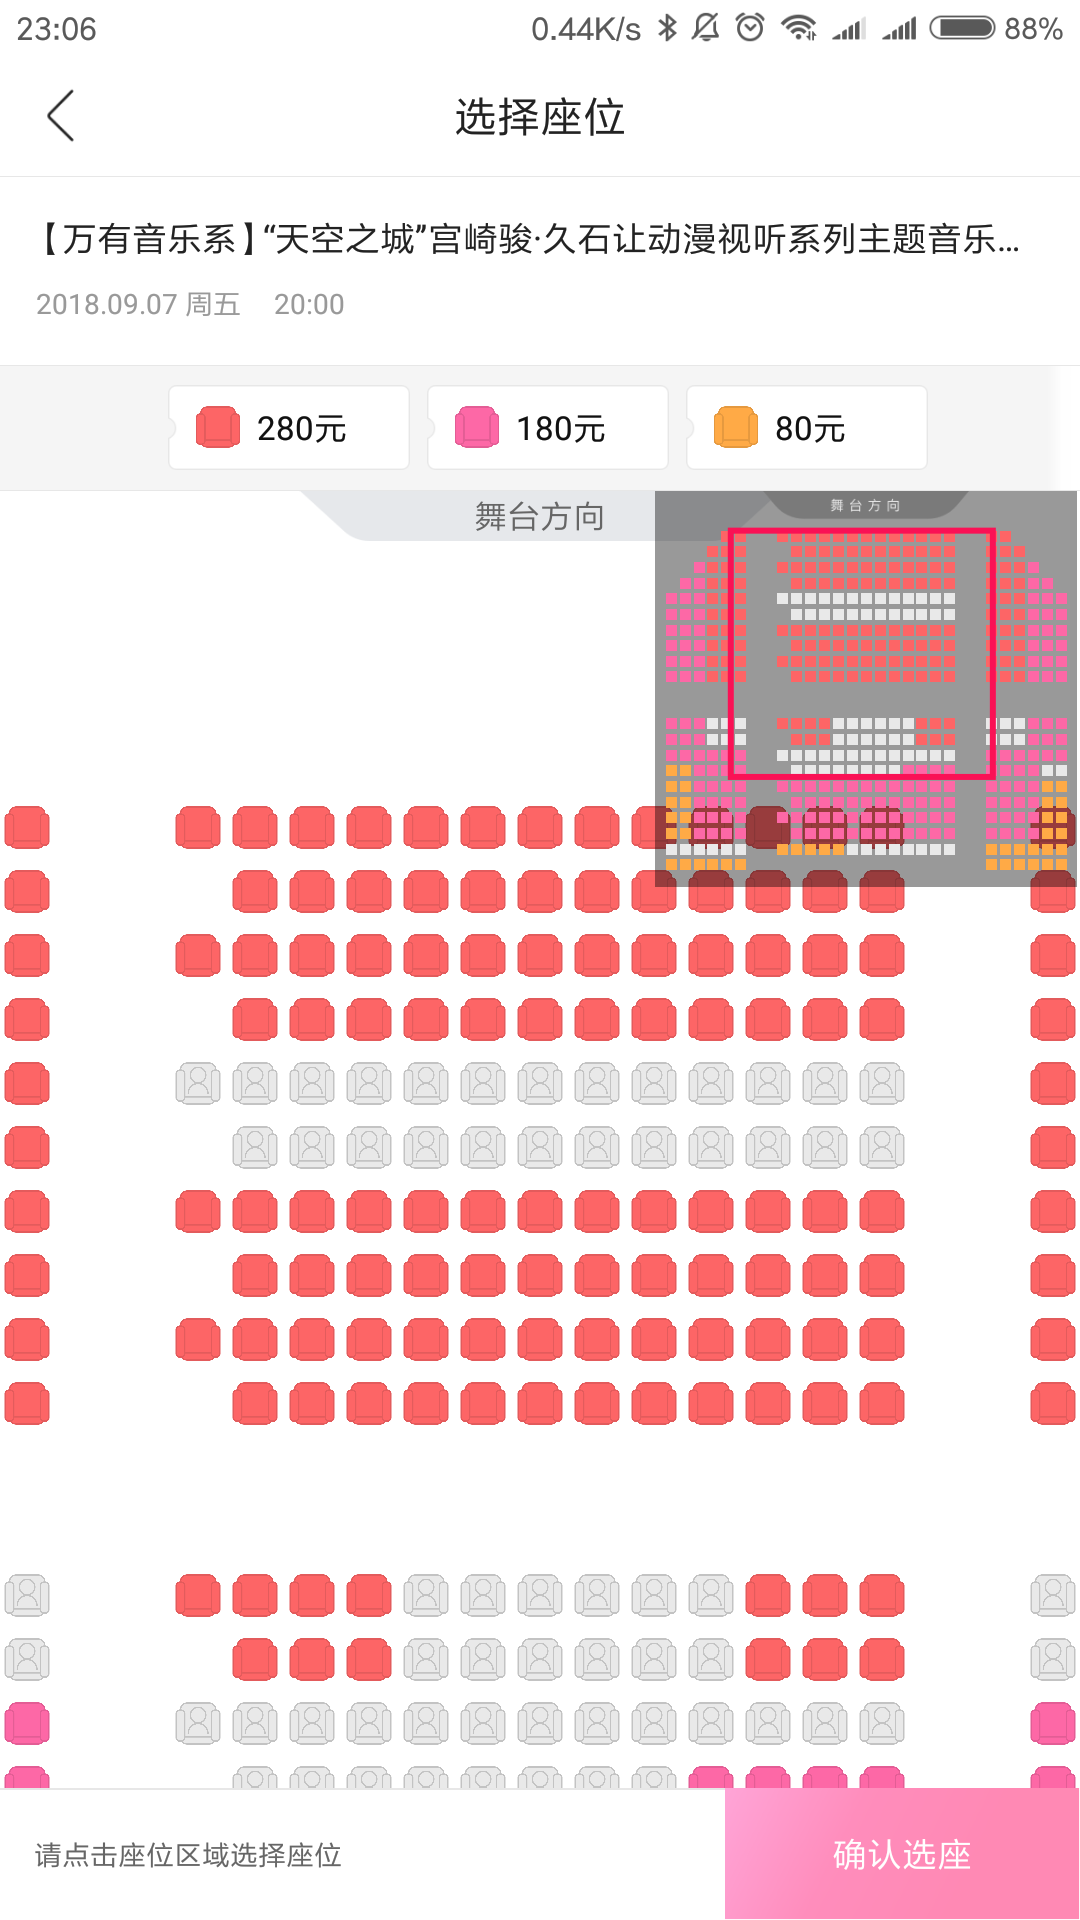 23:06 0.44K/s 88%
选择座位
【万有音乐系】“天空之城”宫崎骏·久石让动漫视听系列主题音乐...
2018.09.07 周五 20:00
280元 180元 80元
舞台方向
舞台方向
请点击座位区域选择座位
确认选座